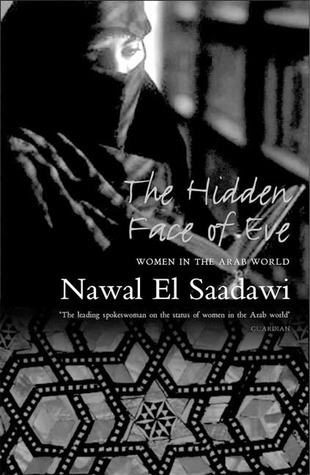 The Hidden
Face of Eve
WOMEN IN THE ARAB WORLD
Nawal El Saadawi
'The leading spokeswoman on the status of women in the Arab world'
GUARDIAN